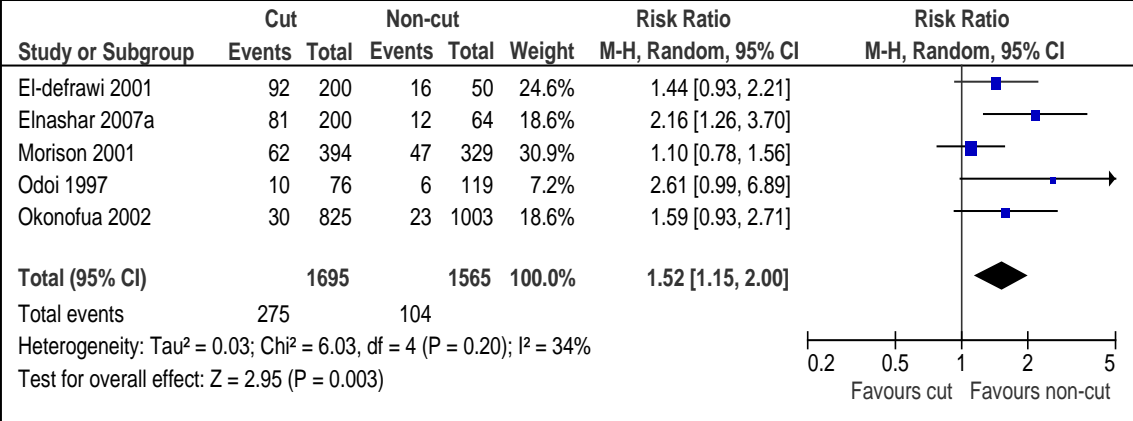 Cut Non-cut Risk Ratio Risk Ratio
Study or Subgroup Events Total Events Total Weight M-H, Random, 95% CI M-H, Random, 95% CI
El-defrawi 2001 92 200 16 50 24.6% 1.44 [0.93, 2.21]
Elnashar 2007a 81 200 12 64 18.6% 2.16 [1.26, 3.70]
Morison 2001 62 394 47 329 30.9% 1.10 [0.78, 1.56]
Odoi 1997 10 76 6 119 7.2% 2.61 [0.99, 6.89]
Okonofua 2002 30 825 23 1003 18.6% 1.59 [0.93, 2.71]
Total (95% CI) 1695 1565 100.0% 1.52 [1.15, 2.00]
Total events 275 104
Heterogeneity: Tau² = 0.03; Chi² = 6.03, df = 4 (P = 0.20); I² = 34%
Test for overall effect: Z = 2.95 (P = 0.003)
0.2 0.5 1 2 5
Favours cut Favours non-cut